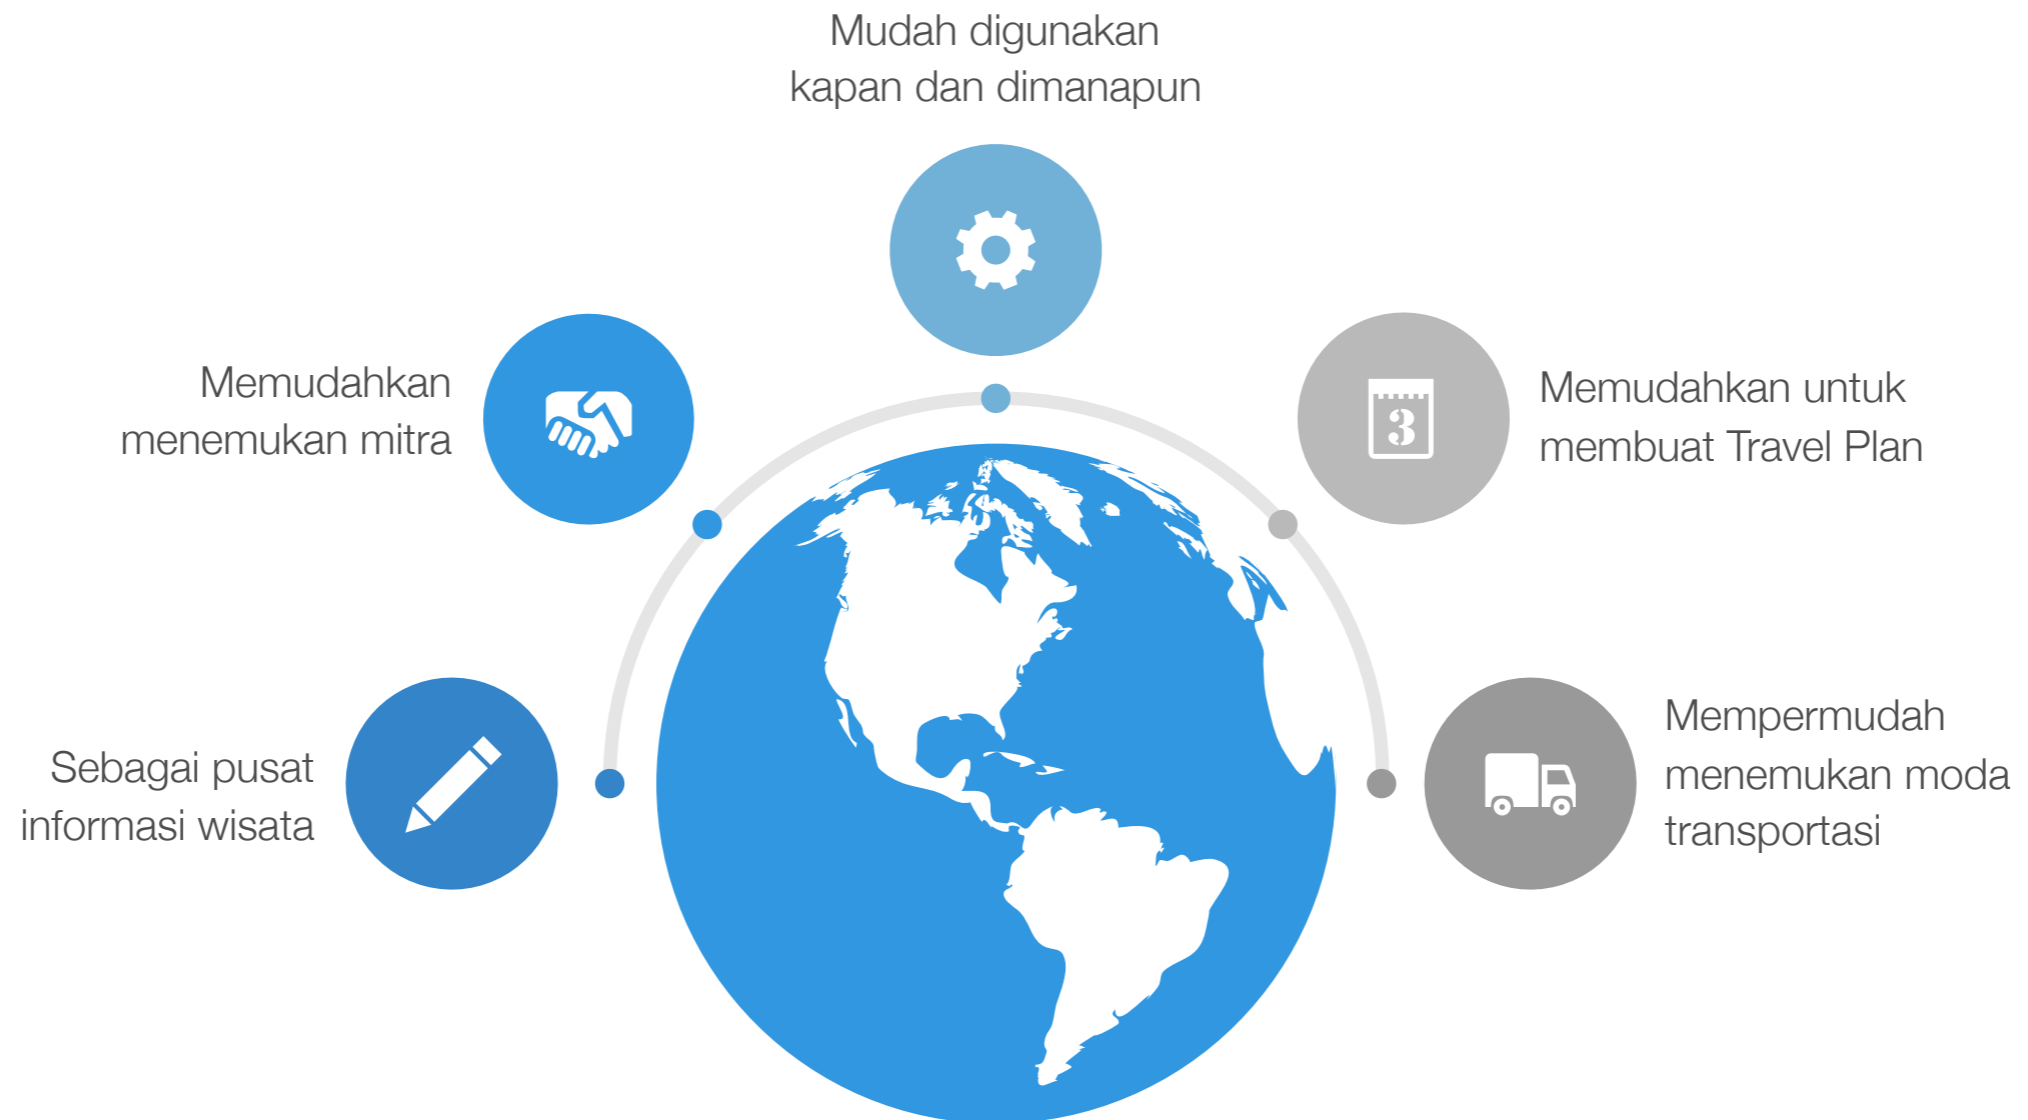 Mudah digunakan
kapan dan dimanapun
Memudahkan
menemukan mitra
3
Memudahkan untuk
membuat Travel Plan
Sebagai pusat
informasi wisata
Mempermudah
menemukan moda
transportasi